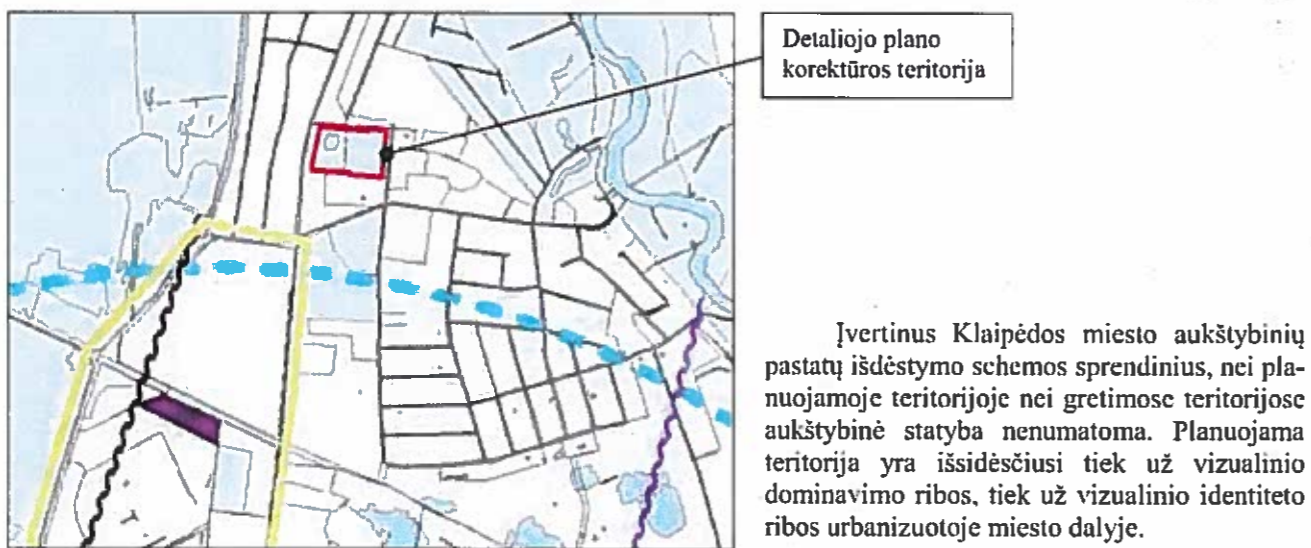 Detaliojo plano
korektūros teritorija
Įvertinus Klaipėdos miesto aukštybinių
pastatų išdėstymo schemos sprendinius, nei pla-
nuojamoje teritorijoje nei gretimose teritorijose
aukštybinė statyba nenumatoma. Planuojama
teritorija yra išsidėsčiusi tiek už vizualinio
dominavimo ribos, tiek už vizualinio identiteto
ribos urbanizuotoje miesto dalyje.